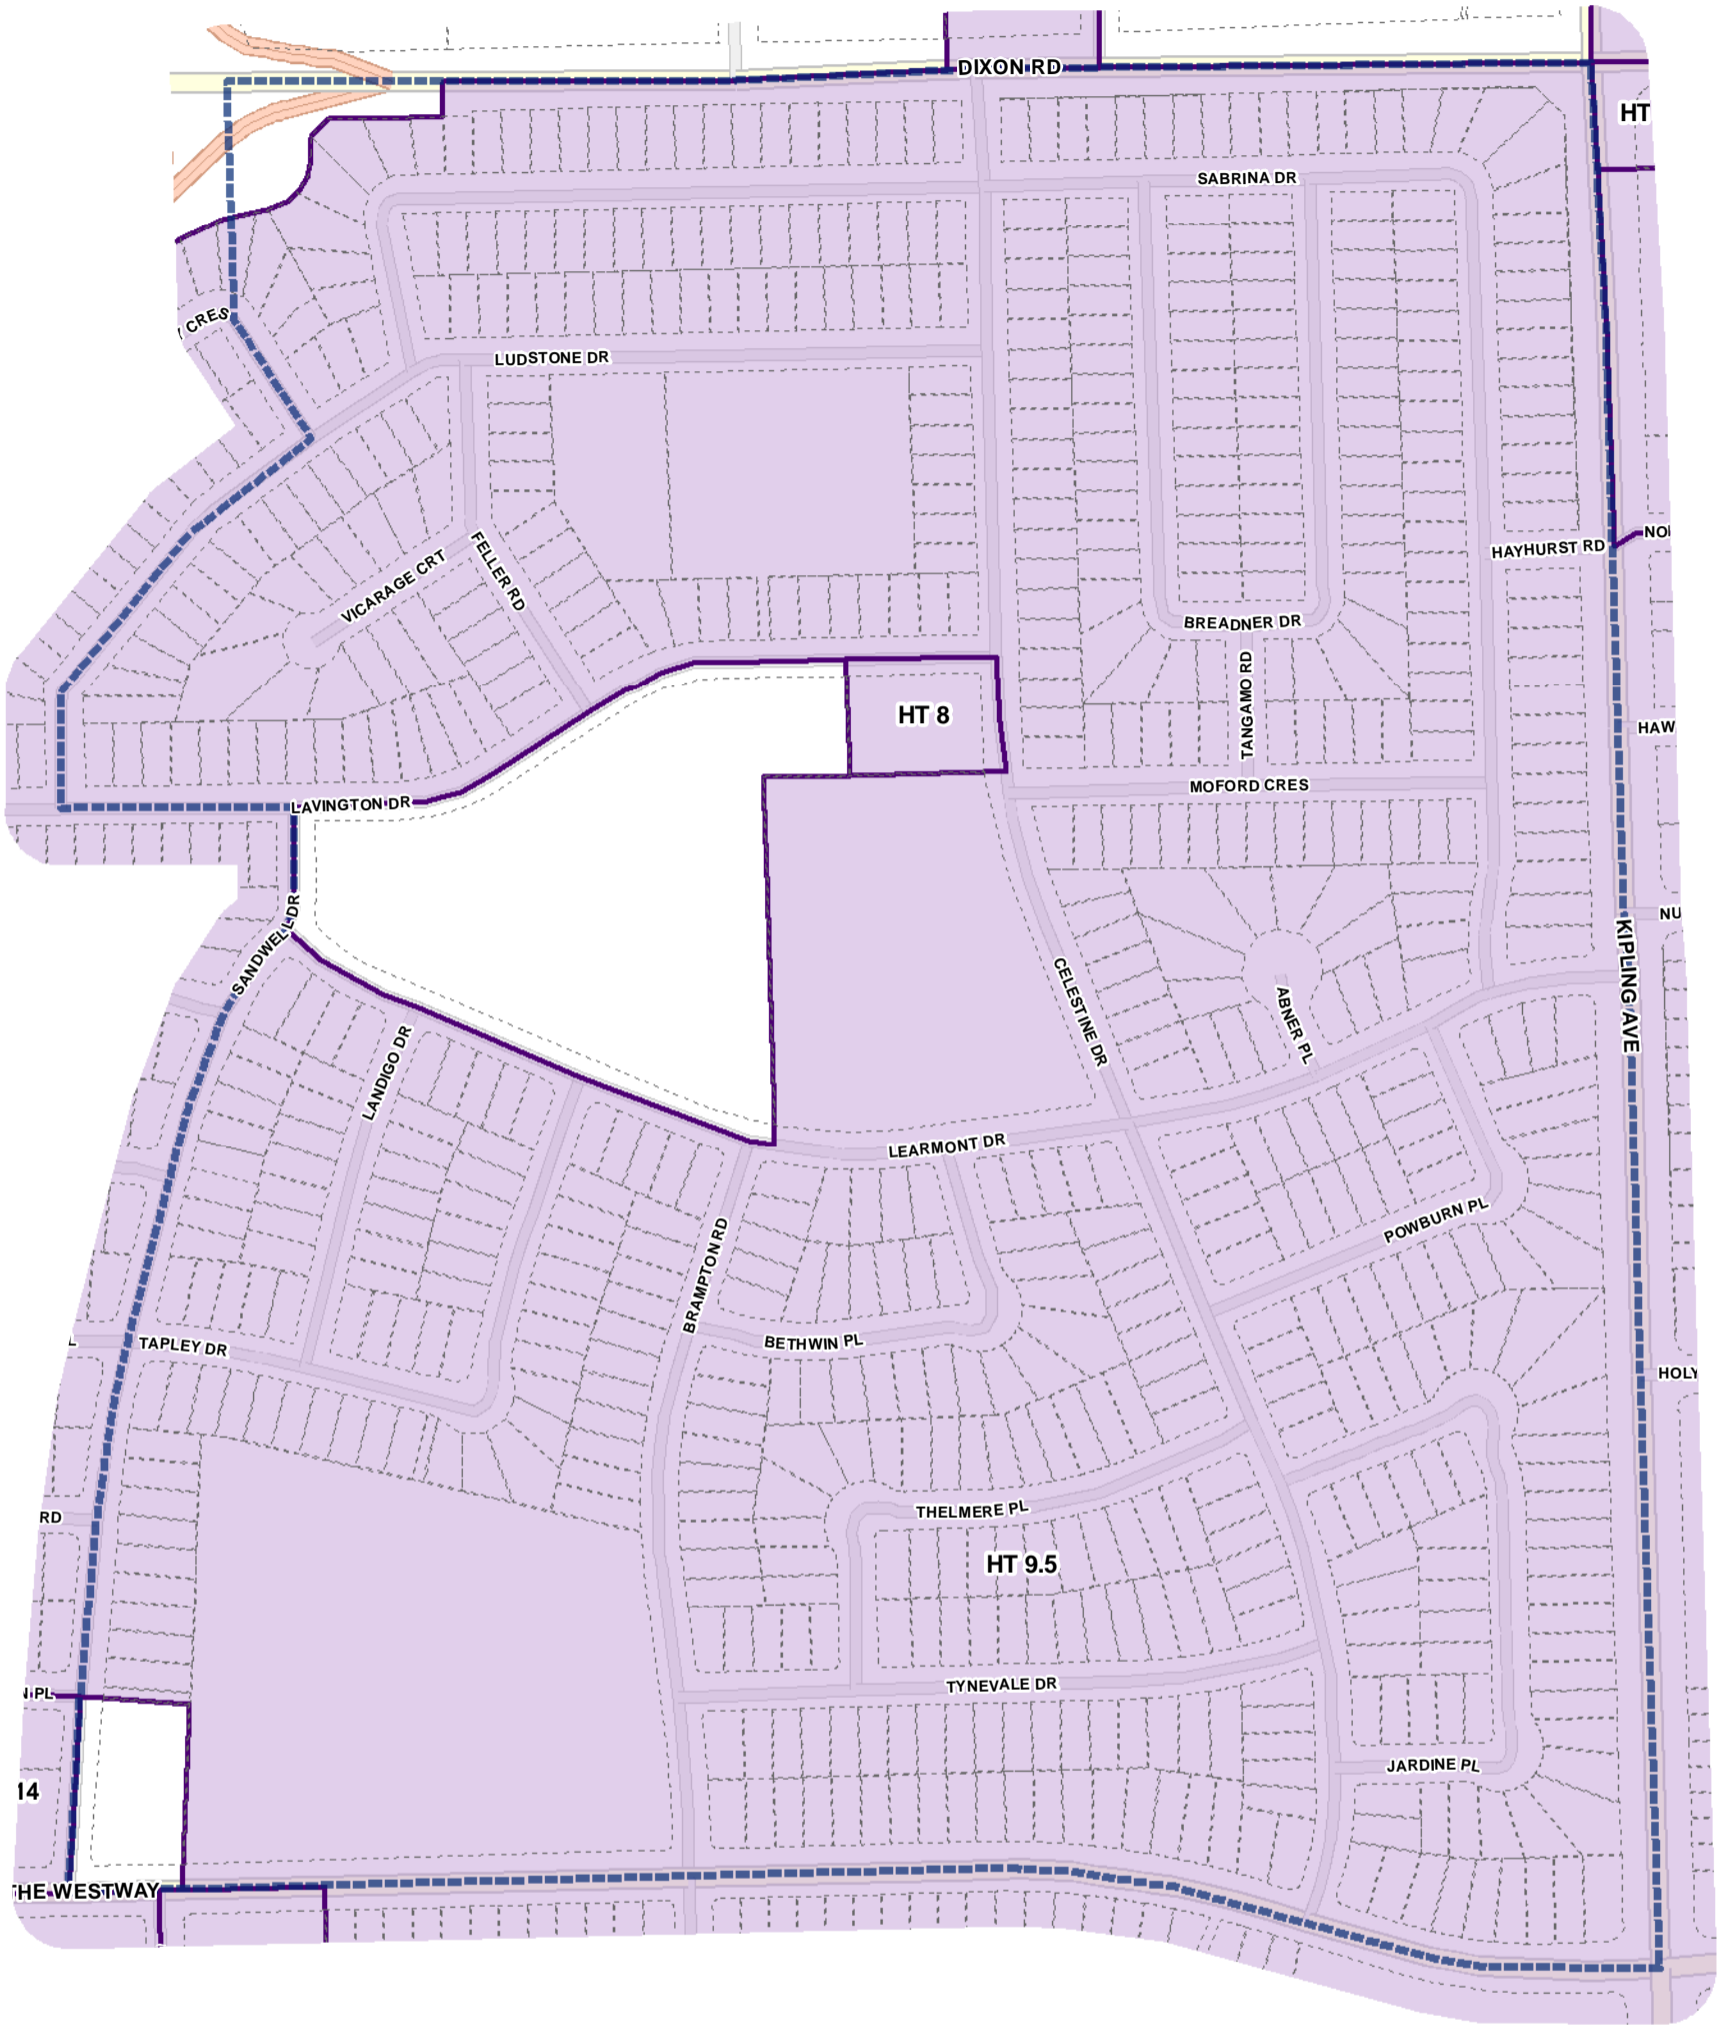 DIXON RD
HT
SABRINA DR
CRES
LUDSTONE DR
HAYHURST RD
NO
VICARAGE CRT
FELLER RD
BREADNER DR
TANGAMO RD
HT 8
HAW
MOFORD CRES
LAVINGTON DR
SANDWELL DR
NU
KIPLING AVE
CELESTINE DR
ABNER PL
LANDIGO DR
LEARMONT DR
POWBURN PL
BRAMPTON RD
BETHWIN PL
TAPLEY DR
HOLY
THELMERE PL
RD
HT 9.5
TYNEVALE DR
N PL
JARDINE PL
14
HE WESTWAY